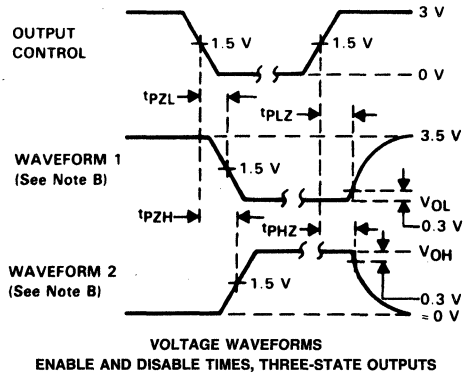 3 V
OUTPUT
CONTROL
1.5 V
1.5 V
0 V
tPZL
tPLZ
3.5 V
WAVEFORM 1
(See Note B)
1.5 V
VOL
0.3 V
tPZH
tPHZ
VOH
WAVEFORM 2
(See Note B)
1.5 V
0.3 V
≈ 0 V
VOLTAGE WAVEFORMS
ENABLE AND DISABLE TIMES, THREE-STATE OUTPUTS